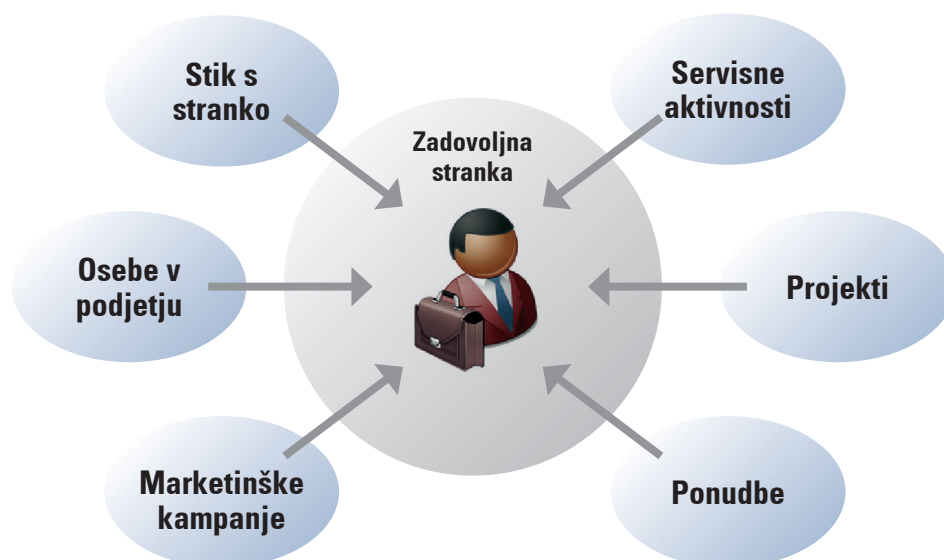 Stik s
stranko
Servisne
aktivnosti
Zadovoljna
stranka
Osebe v
podjetju
Projekti
Marketinške
kampanje
Ponudbe